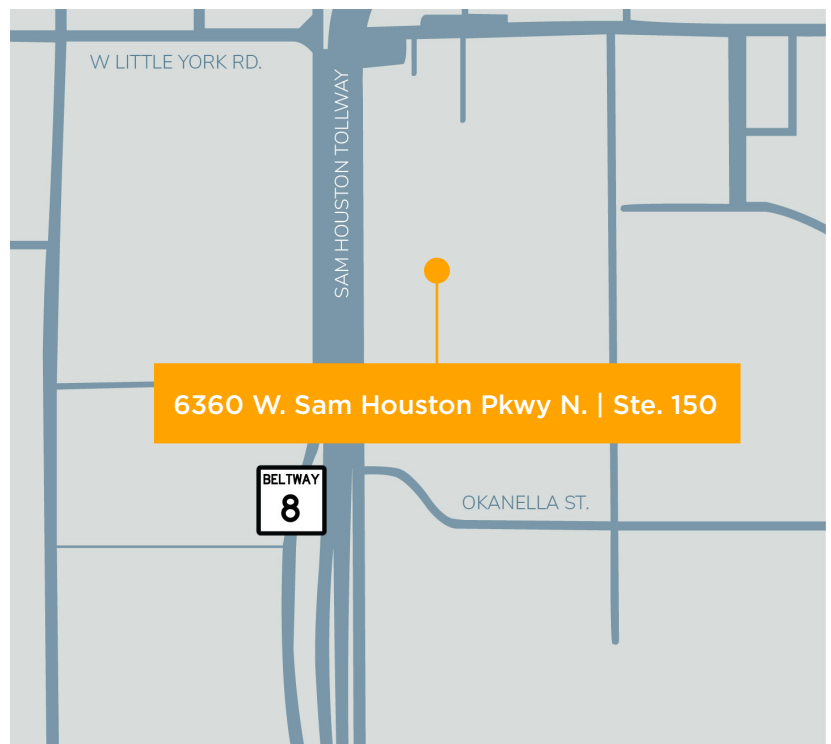 W LITTLE YORK RD.
SAM HOUSTON TOLLWAY
6360 W. Sam Houston Pkwy N. | Ste. 150
BELTWAY
8
OKANELLA ST.